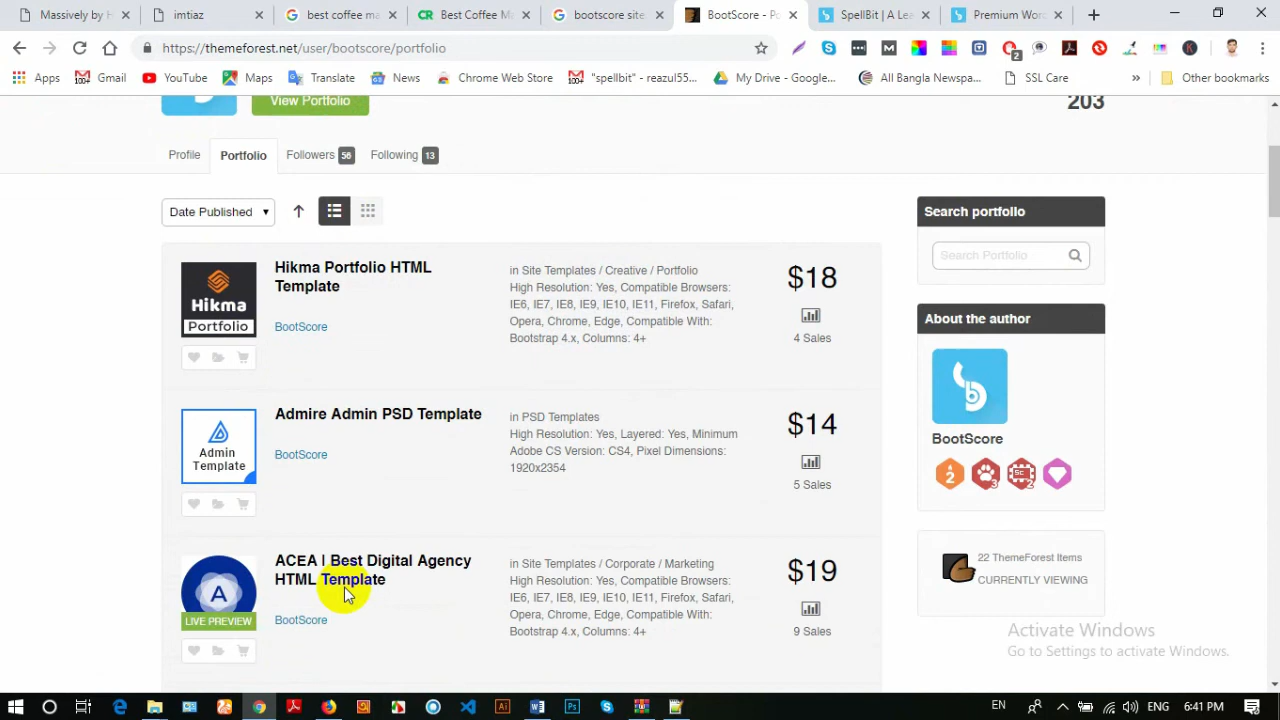 Massively by H
imtiaz
best coffee ma
Best Coffee M
bootscore site
BootScore - Po
SpellBit | A Lea
Premium Wor
https://themeforest.net/user/bootscore/portfolio
2
Apps
Gmail
YouTube
Maps
Translate
News
Chrome Web Store
"spellbit" - reazul55...
My Drive - Google...
All Bangla Newspa...
SSL Care
»
Other bookmarks
View Portfolio
203
Profile
Portfolio
Followers 56
Following 13
Date Published
Search portfolio
Search Portfolio
Hikma
Portfolio
Hikma Portfolio HTML
Template
BootScore
in Site Templates / Creative / Portfolio
High Resolution: Yes, Compatible Browsers:
IE6, IE7, IE8, IE9, IE10, IE11, Firefox, Safari,
Opera, Chrome, Edge, Compatible With:
Bootstrap 4.x, Columns: 4+
$18
4 Sales
About the author
BootScore
2
3
Sc
2
Admin
Template
Admire Admin PSD Template
BootScore
in PSD Templates
High Resolution: Yes, Layered: Yes, Minimum
Adobe CS Version: CS4, Pixel Dimensions:
1920x2354
$14
5 Sales
22 ThemeForest Items
CURRENTLY VIEWING
A
LIVE PREVIEW
ACEA | Best Digital Agency
HTML Template
BootScore
in Site Templates / Corporate / Marketing
High Resolution: Yes, Compatible Browsers:
IE6, IE7, IE8, IE9, IE10, IE11, Firefox, Safari,
Opera, Chrome, Edge, Compatible With:
Bootstrap 4.x, Columns: 4+
$19
9 Sales
Activate Windows
Go to Settings to activate Windows.
EN
ENG
6:41 PM